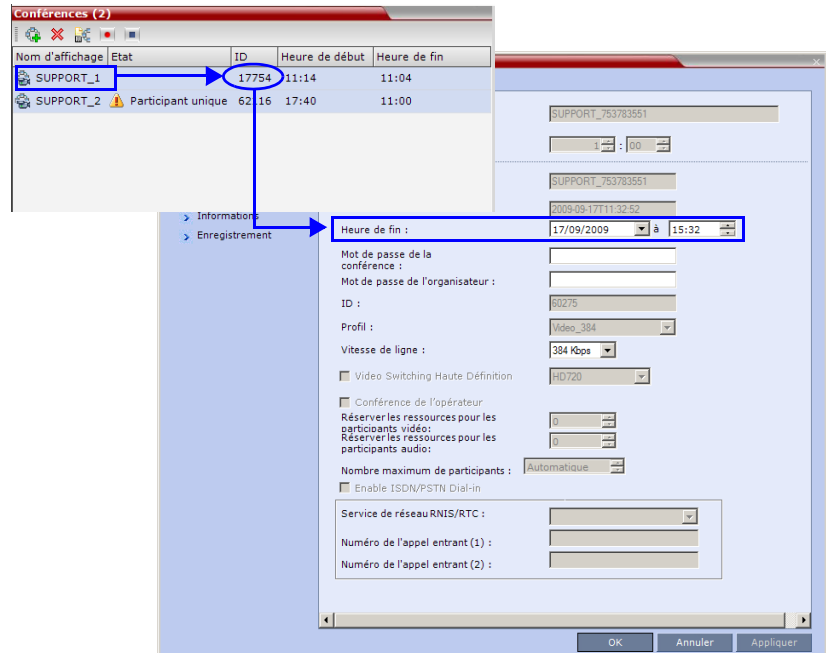 Conférences (2)
Nom d'affichage Etat ID Heure de début Heure de fin
SUPPORT_1 17754 11:14 11:04
SUPPORT_2 Participant unique 62116 17:40 11:00
SUPPORT_753783551
1 : 00
SUPPORT_753783551
2009-09-17T11:32:52
Informations
Enregistrement
Heure de fin : 17/09/2009 à 15:32
Mot de passe de la
conférence :
Mot de passe de l'organisateur :
ID : 60275
Profil : Video_384
Vitesse de ligne : 384 Kbps
Video Switching Haute Définition HD720
Conférence de l'opérateur
Réserver les ressources pour les
participants vidéo: 0
Réserver les ressources pour les
participants audio: 0
Nombre maximum de participants : Automatique
Enable ISDN/PSTN Dial-in
Service de réseau RNIS/RTC :
Numéro de l'appel entrant (1) :
Numéro de l'appel entrant (2) :
OK Annuler Appliquer